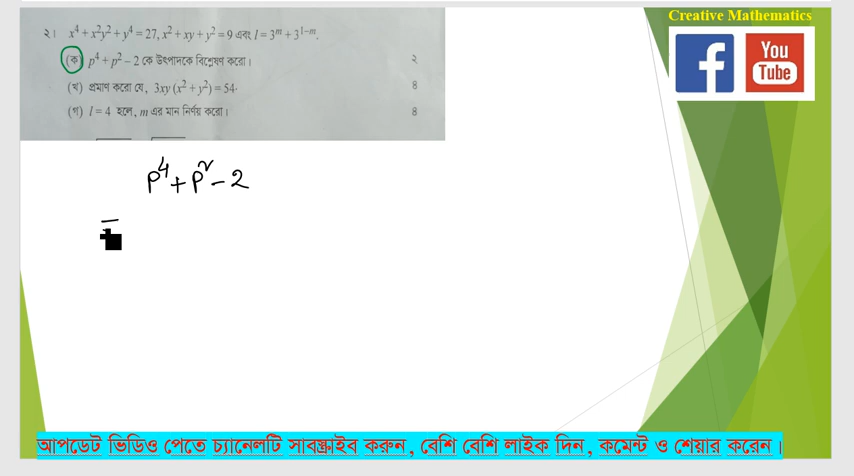 Creative Mathematics
২। x⁴ + x²y² + y⁴ = 27, x² + xy + y² = 9 এবং l = 3ᵐ + 3¹⁻ᵐ.
(ক) p⁴ + p² – 2 কে উৎপাদকে বিশ্লেষণ করো। ২
(খ) প্রমাণ করো যে, 3xy (x² + y²) = 54. ৪
(গ) l = 4 হলে, m এর মান নির্ণয় করো। ৪
You
Tube
p⁴ + p² – 2
আপডেট ভিডিও পেতে চ্যানেলটি সাবস্ক্রাইব করুন, বেশি বেশি লাইক দিন, কমেন্ট ও শেয়ার করেন।